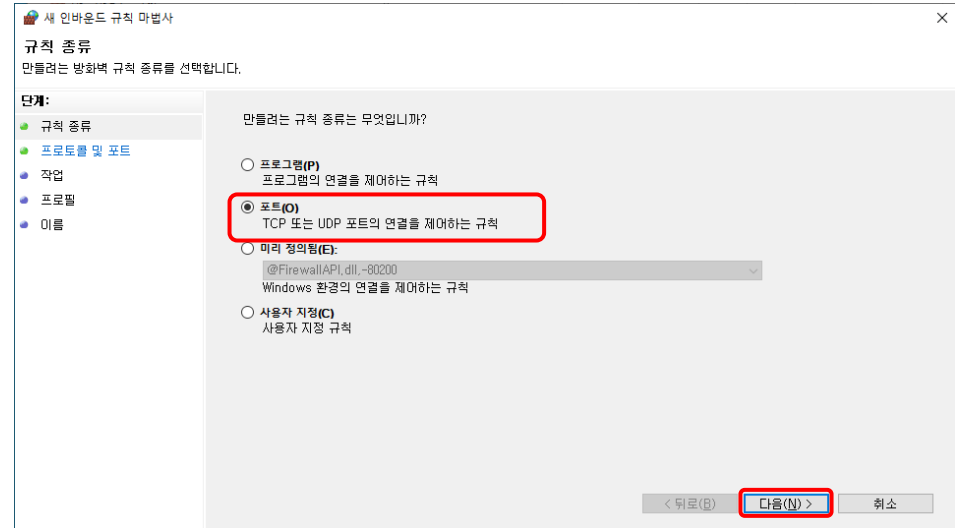 새 인바운드 규칙 마법사
규칙 종류
만들려는 방화벽 규칙 종류를 선택합니다.
단계:
규칙 종류
프로토콜 및 포트
작업
프로필
이름
만들려는 규칙 종류는 무엇입니까?
프로그램(P)
프로그램의 연결을 제어하는 규칙
포트(O)
TCP 또는 UDP 포트의 연결을 제어하는 규칙
미리 정의됨(E):
@FirewallAPI.dll,-80200
Windows 환경의 연결을 제어하는 규칙
사용자 지정(C)
사용자 지정 규칙
< 뒤로(B) 다음(N) > 취소